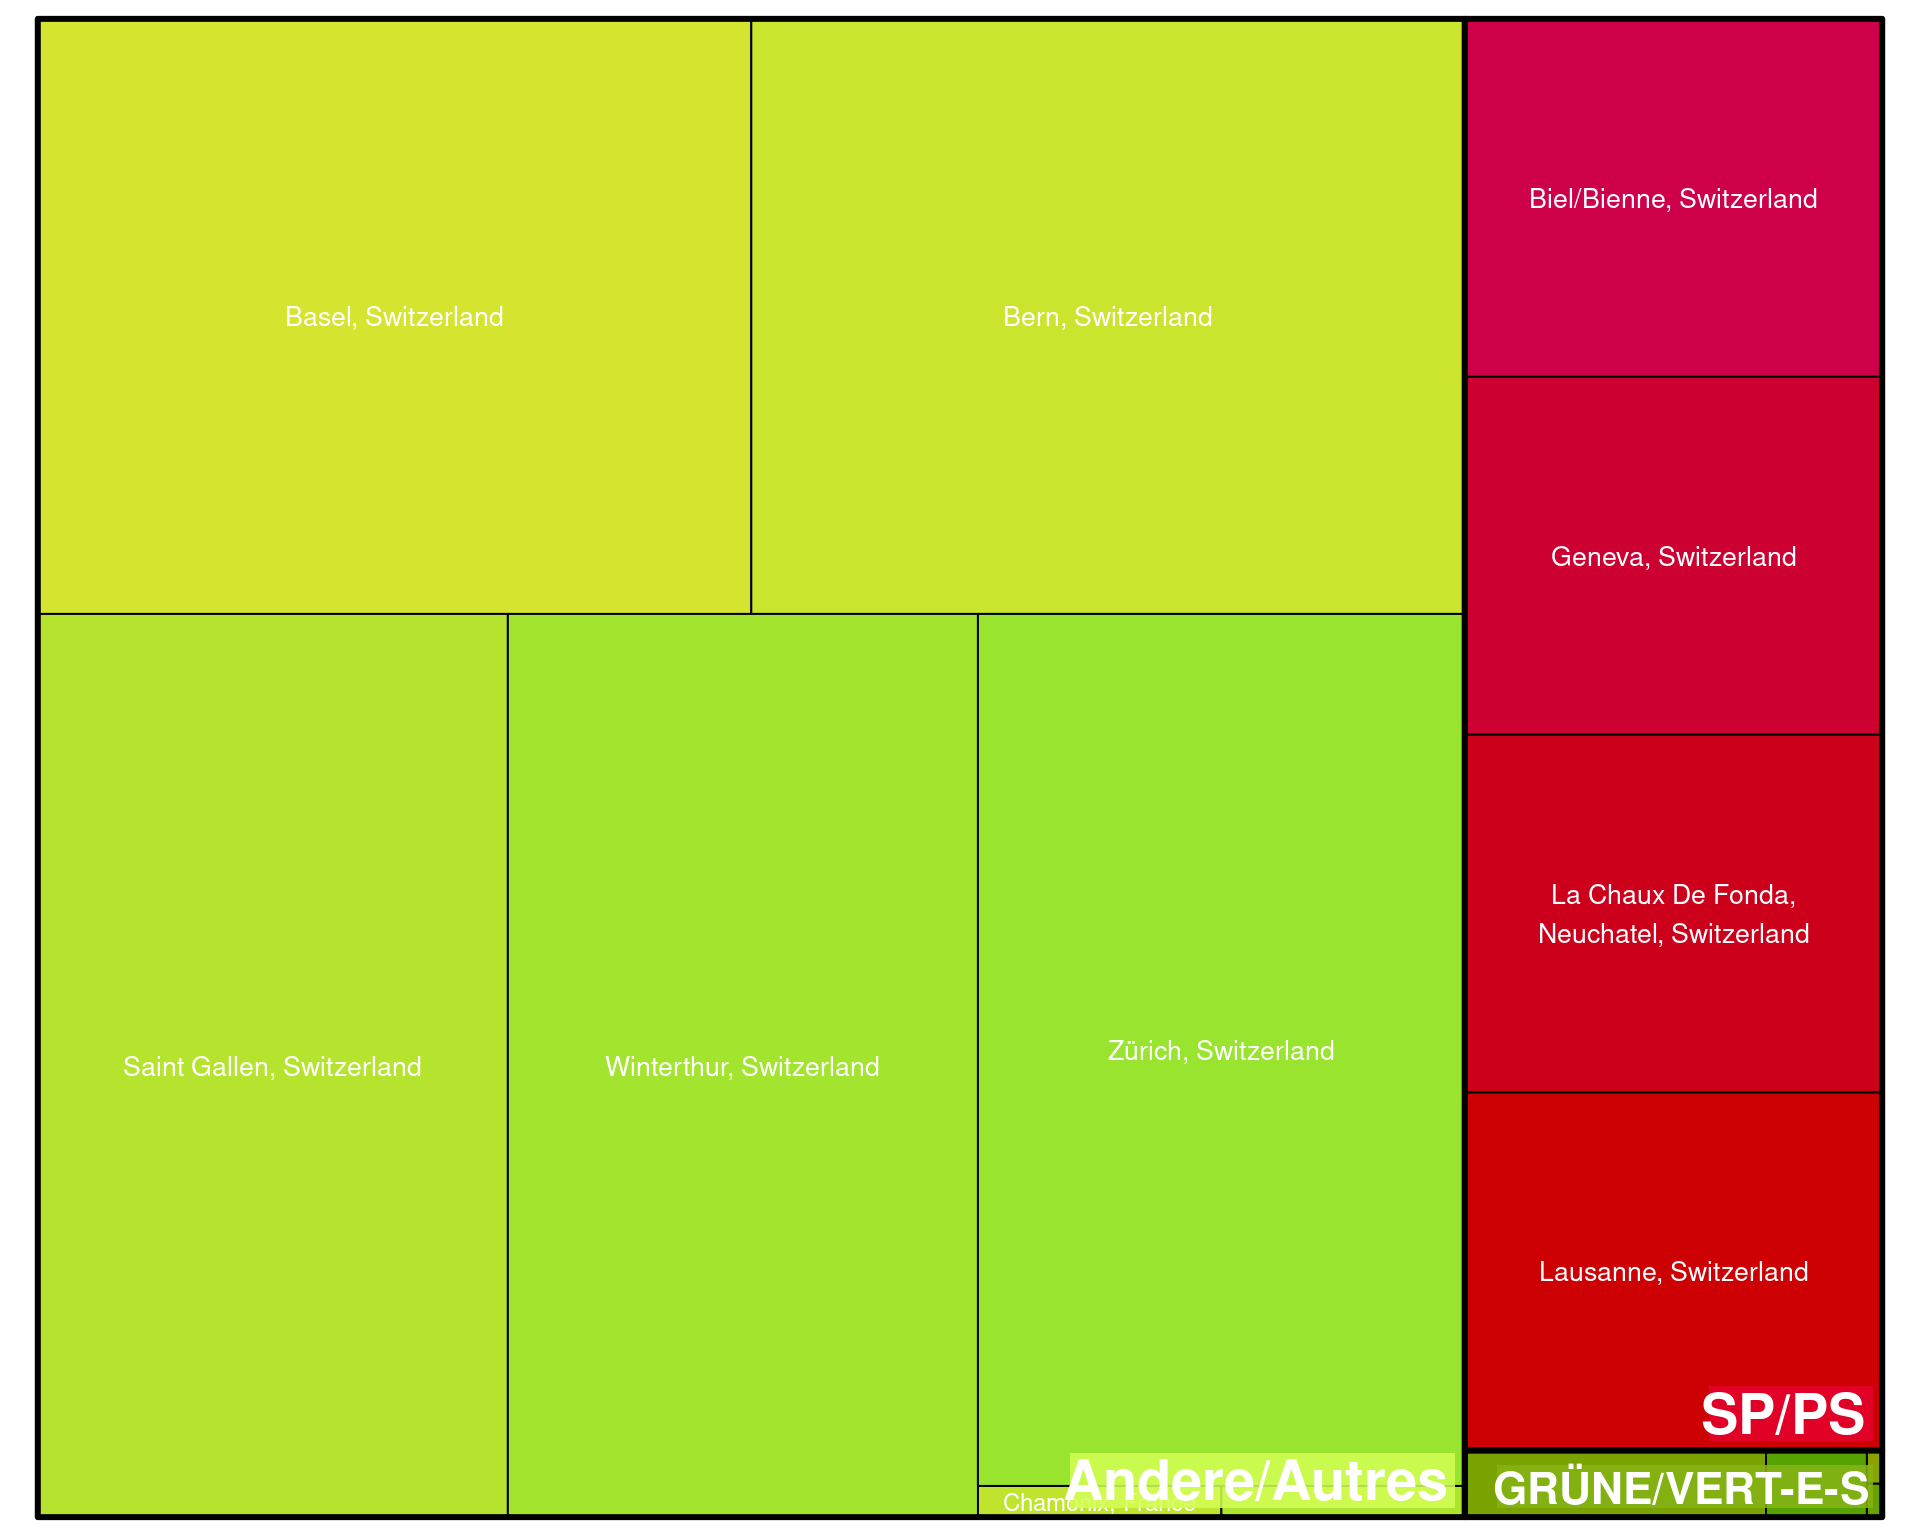 Basel, Switzerland
Bern, Switzerland
Biel/Bienne, Switzerland
Geneva, Switzerland
La Chaux De Fonda,
Neuchatel, Switzerland
Saint Gallen, Switzerland
Winterthur, Switzerland
Zürich, Switzerland
Lausanne, Switzerland
SP/PS
Andere/Autres
GRÜNE/VERT-E-S
Chamonix, France